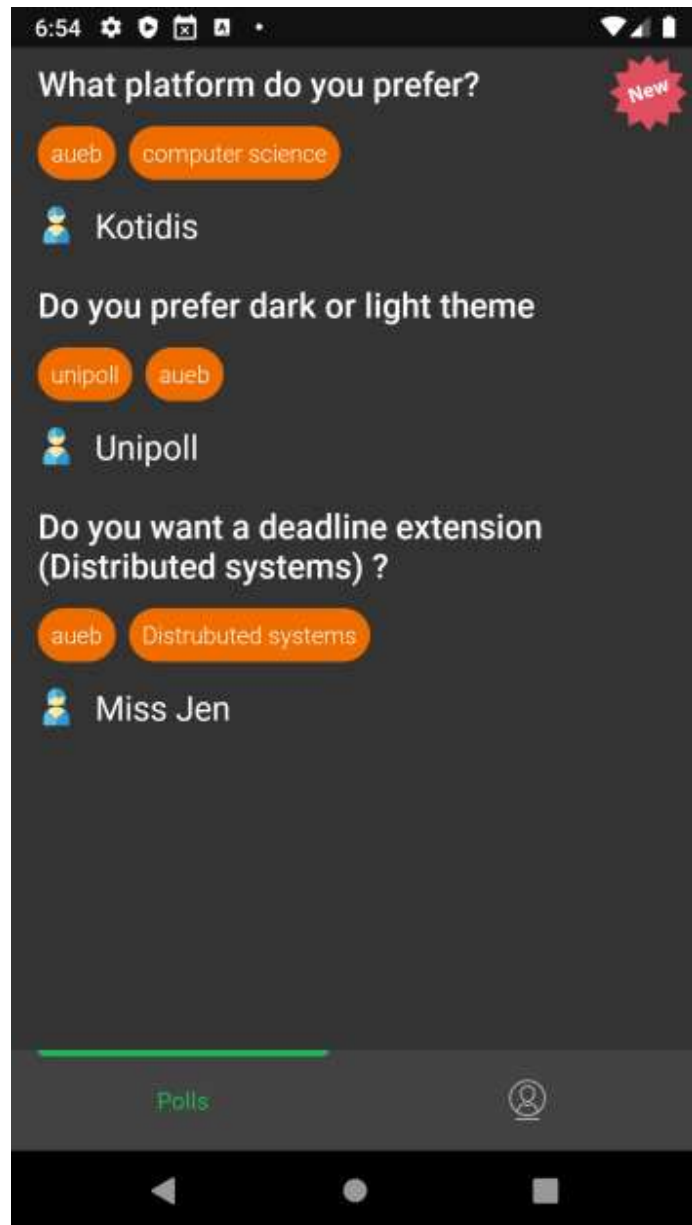 6:54
What platform do you prefer?
New
aueb computer science
Kotidis
Do you prefer dark or light theme
unipoll aueb
Unipoll
Do you want a deadline extension
(Distributed systems) ?
aueb Distrubuted systems
Miss Jen
Polls